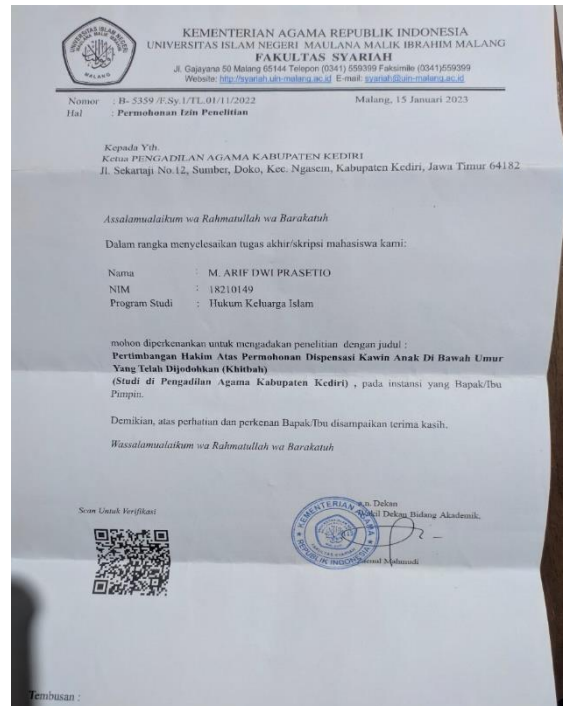 KEMENTERIAN AGAMA REPUBLIK INDONESIA
UNIVERSITAS ISLAM NEGERI MAULANA MALIK IBRAHIM MALANG
FAKULTAS SYARIAH
Jl. Gajayana 50 Malang 65144 Telepon (0341) 559399 Faksimile (0341)559399
Website: http://syariah.uin-malang.ac.id E-mail: syariah@uin-malang.ac.id
Nomor : B- 5359 /F.Sy.1/TL.01/11/2022 Malang, 15 Januari 2023
Hal : Permohonan Izin Penelitian
Kepada Yth.
Ketua PENGADILAN AGAMA KABUPATEN KEDIRI
Jl. Sekartaji No.12, Sumber, Doko, Kec. Ngasem, Kabupaten Kediri, Jawa Timur 64182
Assalamualaikum wa Rahmatullah wa Barakatuh
Dalam rangka menyelesaikan tugas akhir/skripsi mahasiswa kami:
Nama : M. ARIF DWI PRASETIO
NIM : 18210149
Program Studi : Hukum Keluarga Islam
mohon diperkenankan untuk mengadakan penelitian dengan judul :
Pertimbangan Hakim Atas Permohonan Dispensasi Kawin Anak Di Bawah Umur
Yang Telah Dijodohkan (Khitbah)
(Studi di Pengadilan Agama Kabupaten Kediri) , pada instansi yang Bapak/Ibu
Pimpin.
Demikian, atas perhatian dan perkenan Bapak/Ibu disampaikan terima kasih.
Wassalamualaikum wa Rahmatullah wa Barakatuh
Scan Untuk Verifikasi
a.n. Dekan
Wakil Dekan Bidang Akademik,
KEMENTERIAN AGAMA
REPUBLIK INDONESIA
Mahmudi
Tembusan :